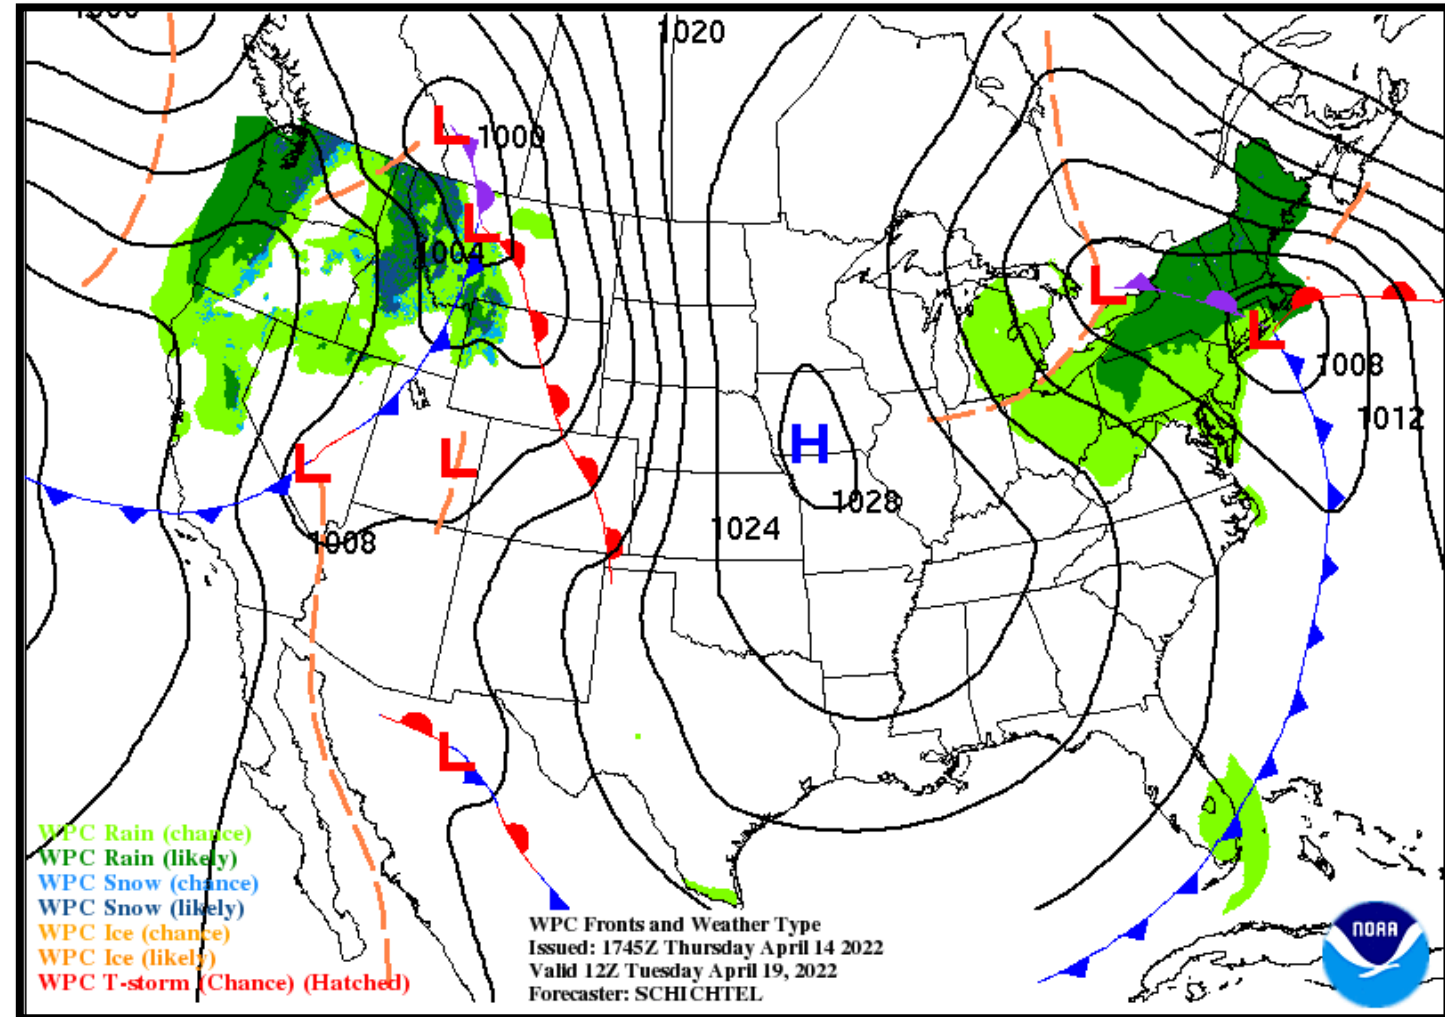 1020
L
1000
L
1004
L
L
1008
1012
H
1028
L
L
1024
1008
L
WPC Rain (chance)
WPC Rain (likely)
WPC Snow (chance)
WPC Snow (likely)
WPC Ice (chance)
WPC Ice (likely)
WPC T-storm (Chance) (Hatched)
WPC Fronts and Weather Type
Issued: 1745Z Thursday April 14 2022
Valid 12Z Tuesday April 19, 2022
Forecaster: SCHICHTEL
NOAA